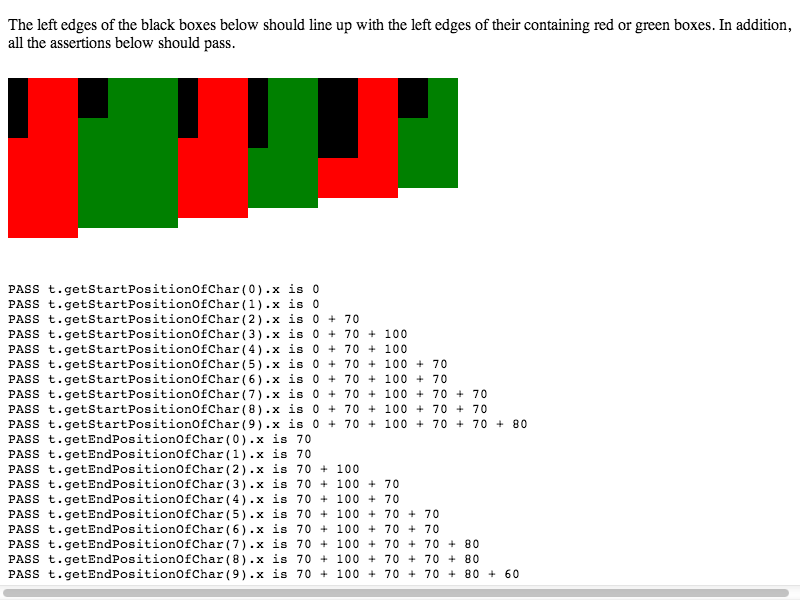 The left edges of the black boxes below should line up with the left edges of their containing red or green boxes. In addition,
all the assertions below should pass.
PASS t.getStartPositionOfChar(0).x is 0
PASS t.getStartPositionOfChar(1).x is 0
PASS t.getStartPositionOfChar(2).x is 0 + 70
PASS t.getStartPositionOfChar(3).x is 0 + 70 + 100
PASS t.getStartPositionOfChar(4).x is 0 + 70 + 100
PASS t.getStartPositionOfChar(5).x is 0 + 70 + 100 + 70
PASS t.getStartPositionOfChar(6).x is 0 + 70 + 100 + 70
PASS t.getStartPositionOfChar(7).x is 0 + 70 + 100 + 70 + 70
PASS t.getStartPositionOfChar(8).x is 0 + 70 + 100 + 70 + 70
PASS t.getStartPositionOfChar(9).x is 0 + 70 + 100 + 70 + 70 + 80
PASS t.getEndPositionOfChar(0).x is 70
PASS t.getEndPositionOfChar(1).x is 70
PASS t.getEndPositionOfChar(2).x is 70 + 100
PASS t.getEndPositionOfChar(3).x is 70 + 100 + 70
PASS t.getEndPositionOfChar(4).x is 70 + 100 + 70
PASS t.getEndPositionOfChar(5).x is 70 + 100 + 70 + 70
PASS t.getEndPositionOfChar(6).x is 70 + 100 + 70 + 70
PASS t.getEndPositionOfChar(7).x is 70 + 100 + 70 + 70 + 80
PASS t.getEndPositionOfChar(8).x is 70 + 100 + 70 + 70 + 80
PASS t.getEndPositionOfChar(9).x is 70 + 100 + 70 + 70 + 80 + 60